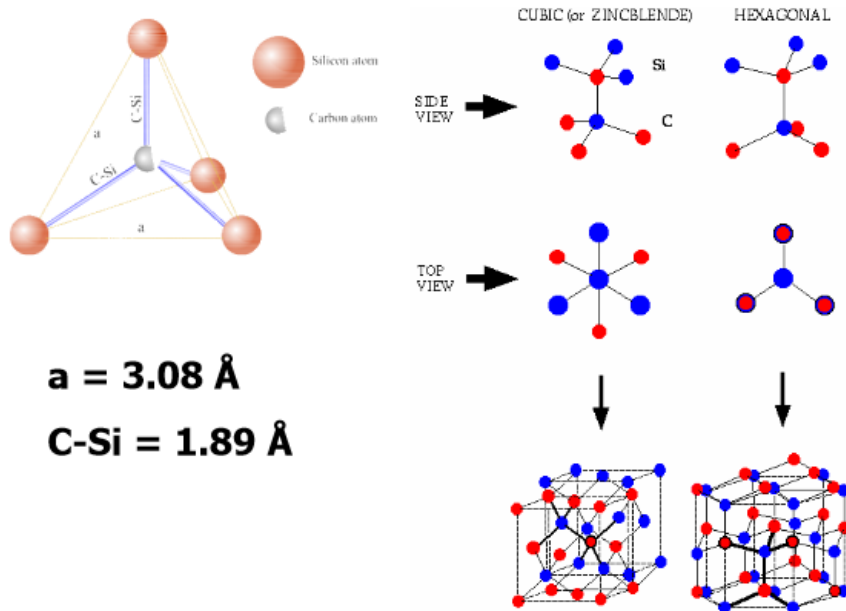 CUBIC (or ZINCBLENDE)
HEXAGONAL
Silicon atom
Carbon atom
C-Si
a
C-Si
a
Si
SIDE
VIEW
C
TOP
VIEW
a = 3.08 Å
C-Si = 1.89 Å